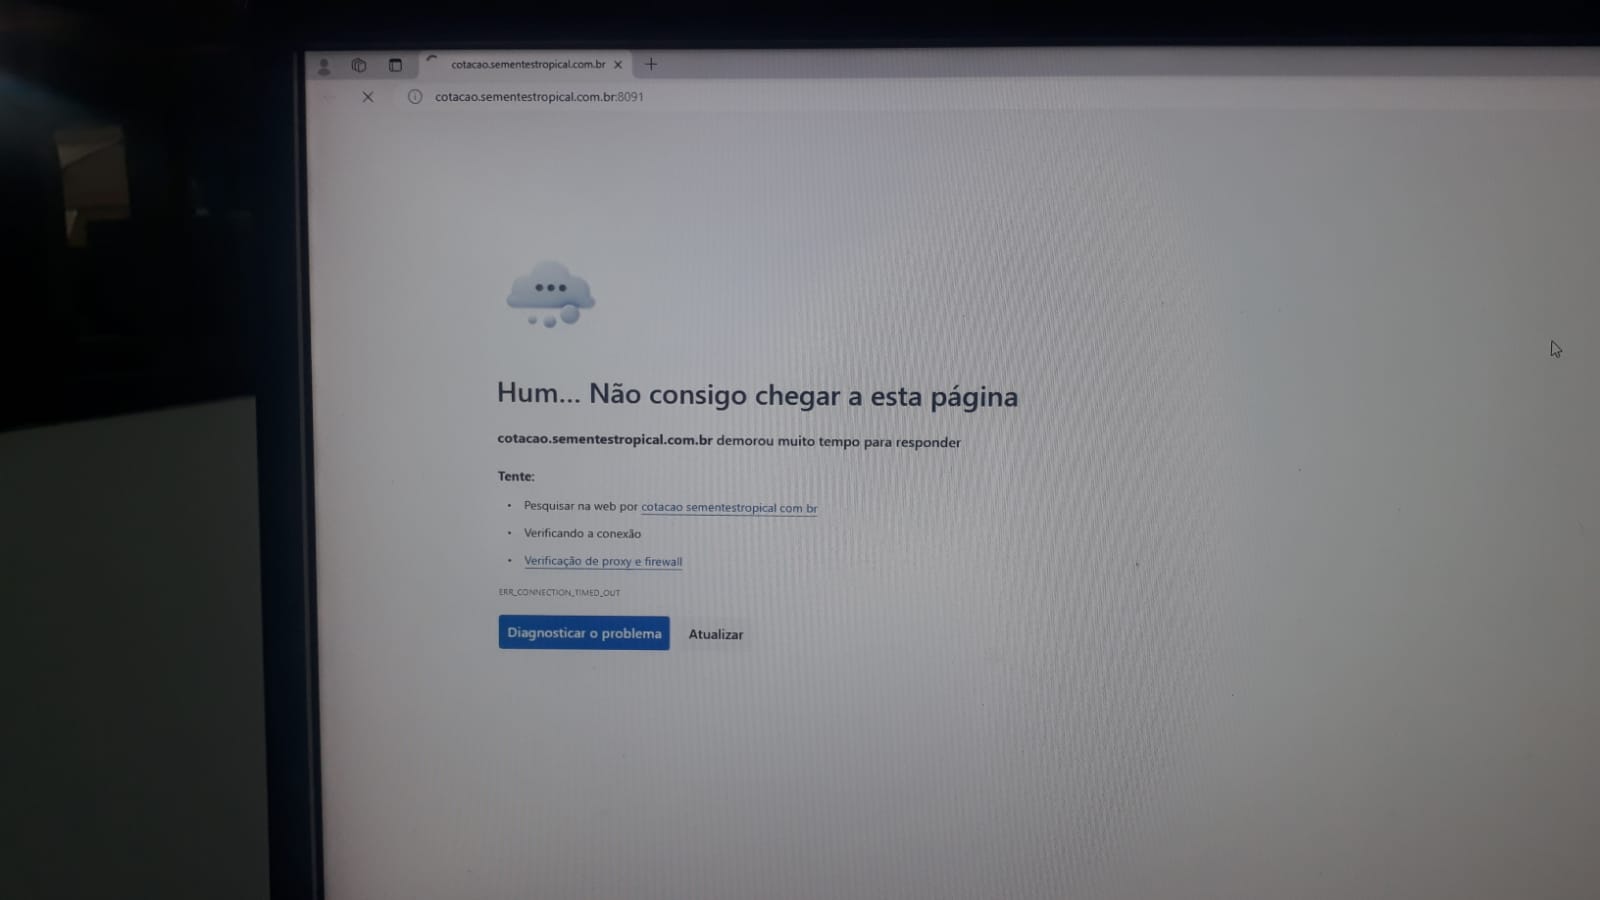 cotacao.sementestropical.com.br
cotacao.sementestropical.com.br:8091
Hum... Não consigo chegar a esta página
cotacao.sementestropical.com.br demorou muito tempo para responder
Tente:
• Pesquisar na web por cotacao sementestropical com br
• Verificando a conexão
• Verificação de proxy e firewall
ERR_CONNECTION_TIMED_OUT
Diagnosticar o problema Atualizar